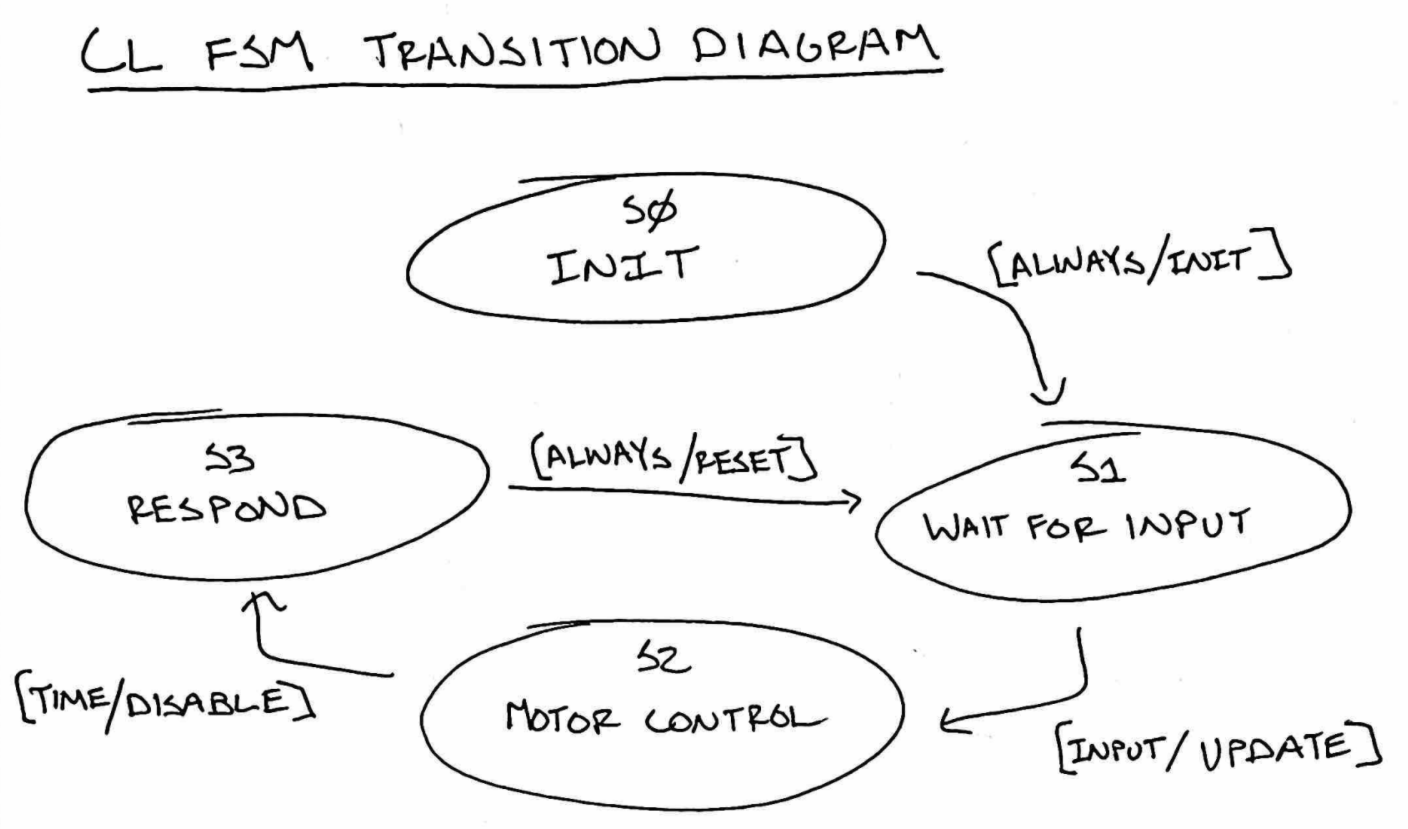 CL FSM TRANSITION DIAGRAM
SØ
INIT
[ALWAYS/INIT]
S3
RESPOND
[ALWAYS/RESET]
S1
WAIT FOR INPUT
S2
MOTOR CONTROL
[TIME/DISABLE]
[INPUT/UPDATE]